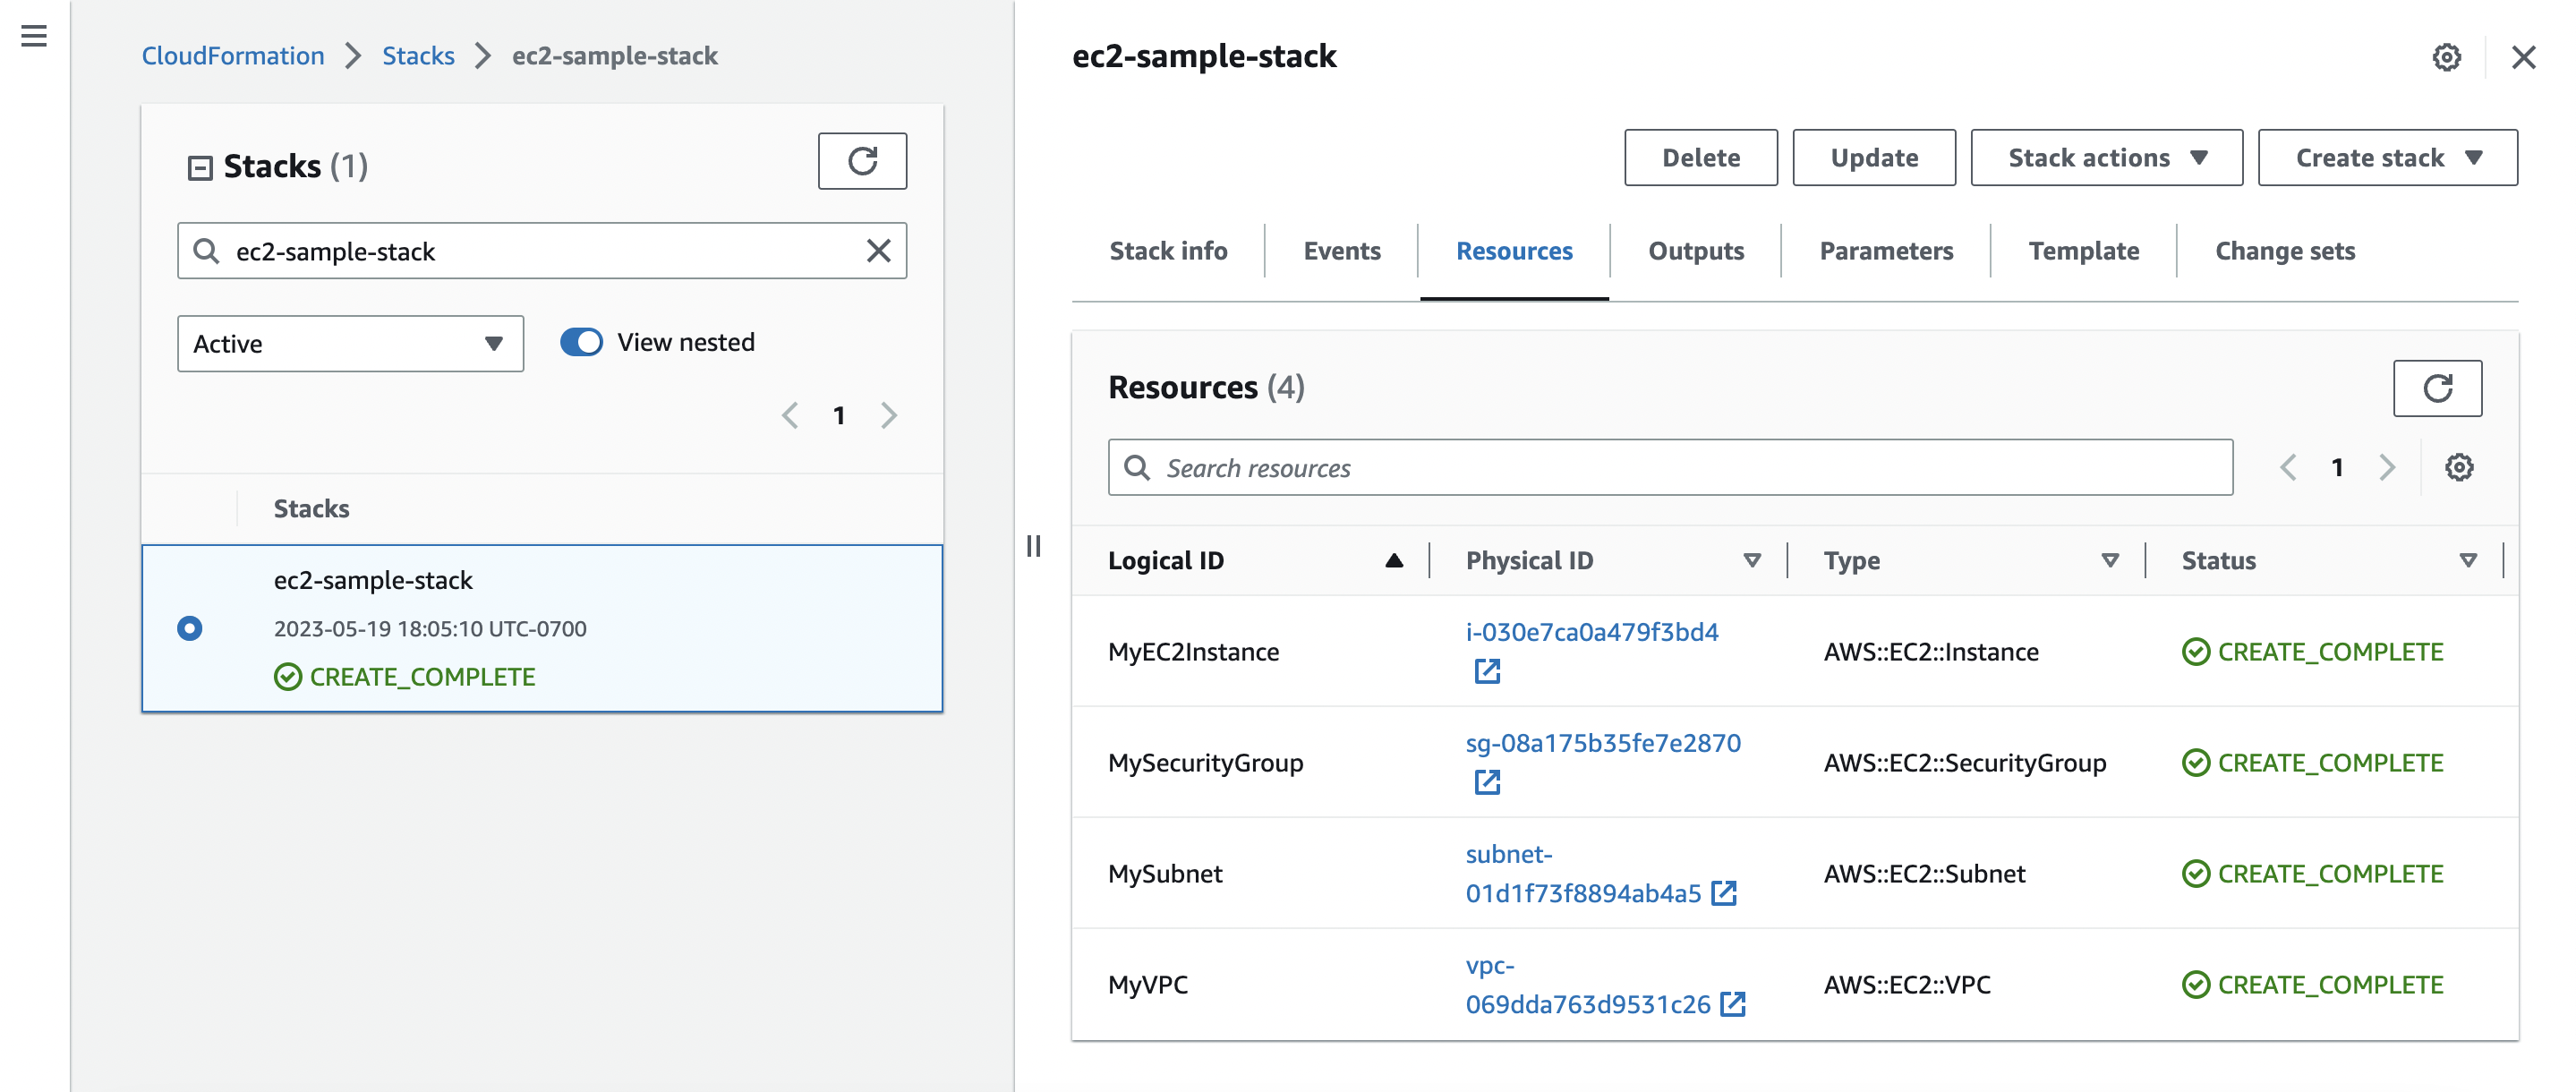 CloudFormation
Stacks
ec2-sample-stack
Stacks (1)
ec2-sample-stack
Active
View nested
1
Stacks
ec2-sample-stack
2023-05-19 18:05:10 UTC-0700
CREATE_COMPLETE
ec2-sample-stack
Delete
Update
Stack actions
Create stack
Stack info
Events
Resources
Outputs
Parameters
Template
Change sets
Resources (4)
Search resources
1
Logical ID
Physical ID
Type
Status
MyEC2Instance
i-030e7ca0a479f3bd4
AWS::EC2::Instance
CREATE_COMPLETE
MySecurityGroup
sg-08a175b35fe7e2870
AWS::EC2::SecurityGroup
CREATE_COMPLETE
MySubnet
subnet-
01d1f73f8894ab4a5
AWS::EC2::Subnet
CREATE_COMPLETE
MyVPC
vpc-
069dda763d9531c26
AWS::EC2::VPC
CREATE_COMPLETE